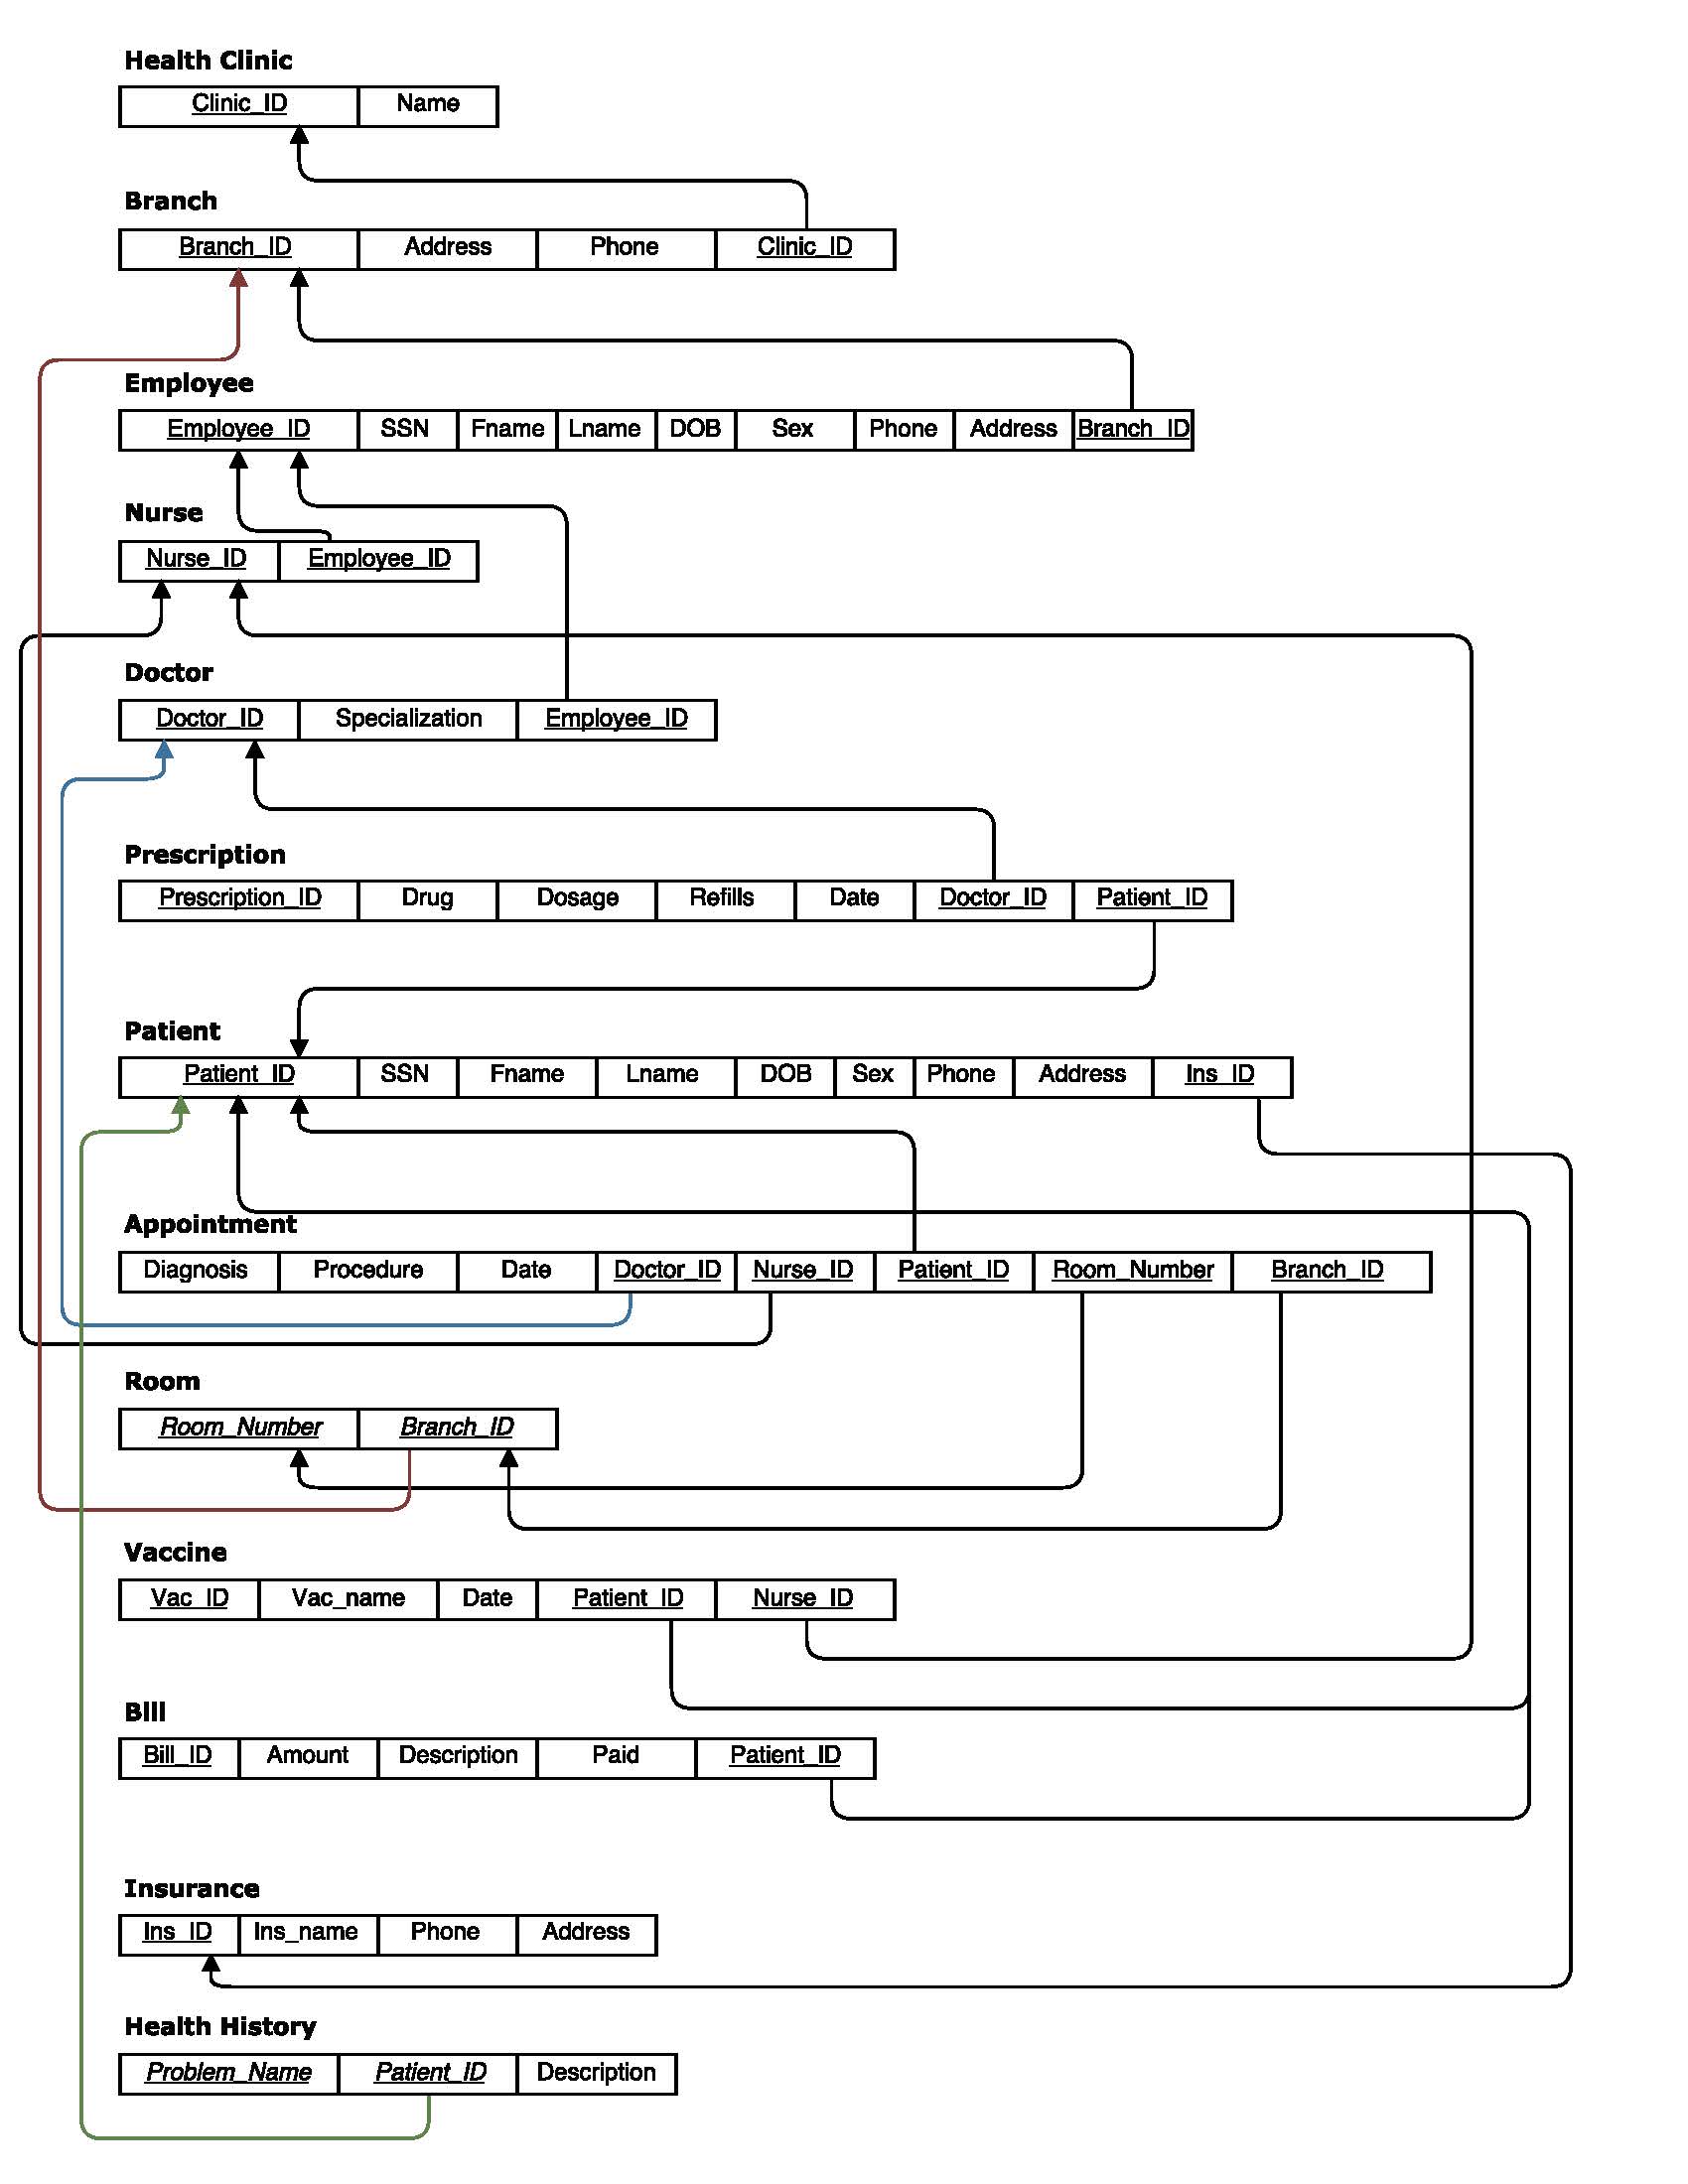 Health Clinic
Clinic_ID Name
Branch
Branch_ID Address Phone Clinic_ID
Employee
Employee_ID SSN Fname Lname DOB Sex Phone Address Branch_ID
Nurse
Nurse_ID Employee_ID
Doctor
Doctor_ID Specialization Employee_ID
Prescription
Prescription_ID Drug Dosage Refills Date Doctor_ID Patient_ID
Patient
Patient_ID SSN Fname Lname DOB Sex Phone Address Ins_ID
Appointment
Diagnosis Procedure Date Doctor_ID Nurse_ID Patient_ID Room_Number Branch_ID
Room
Room_Number Branch_ID
Vaccine
Vac_ID Vac_name Date Patient_ID Nurse_ID
Bill
Bill_ID Amount Description Paid Patient_ID
Insurance
Ins_ID Ins_name Phone Address
Health History
Problem_Name Patient_ID Description